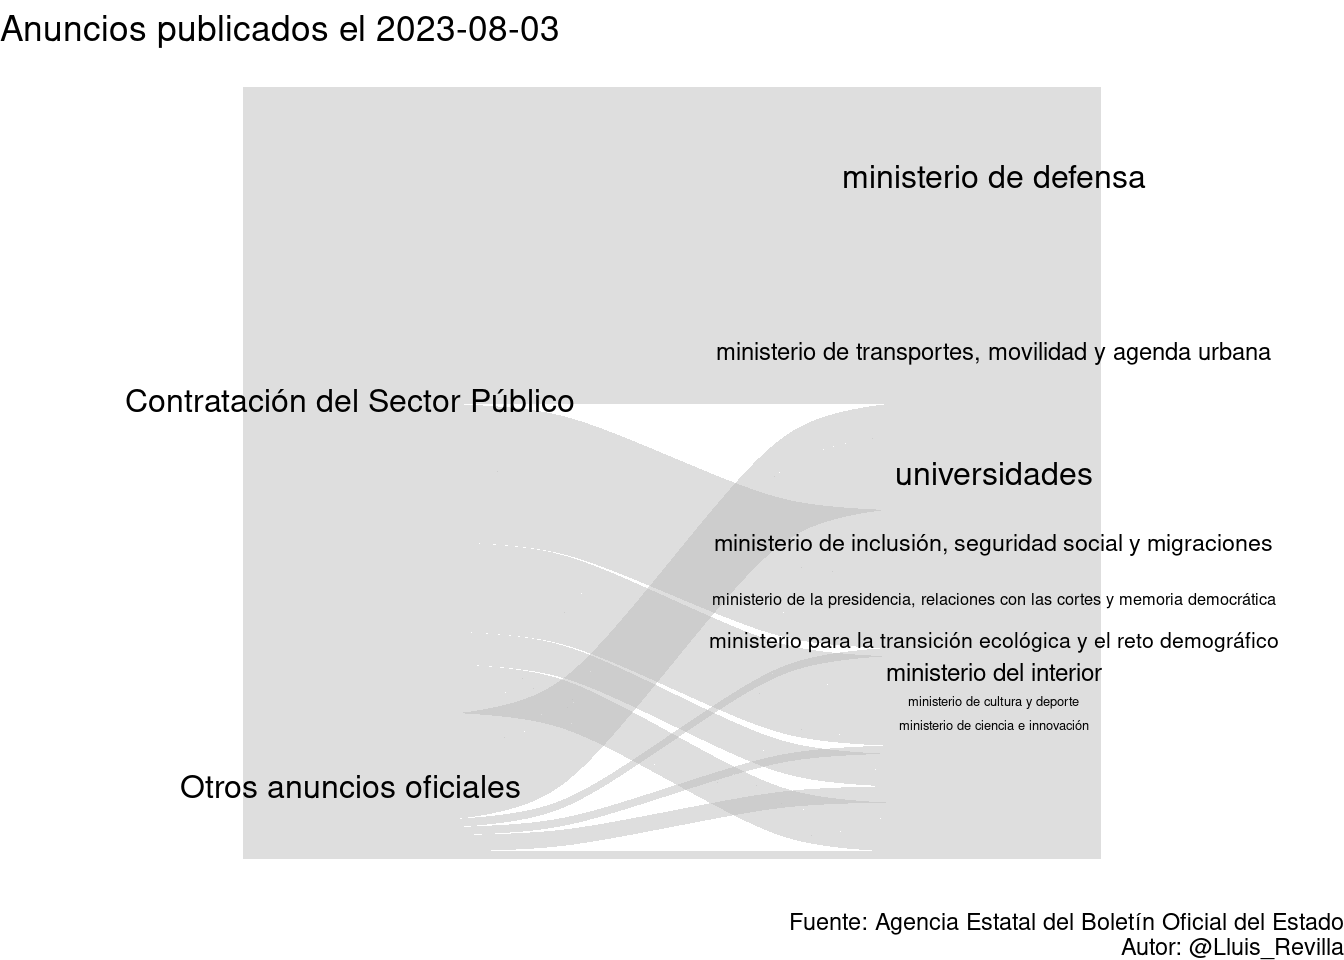 Anuncios publicados el 2023-08-03
ministerio de defensa
ministerio de transportes, movilidad y agenda urbana
Contratación del Sector Público
universidades
ministerio de inclusión, seguridad social y migraciones
ministerio de la presidencia, relaciones con las cortes y memoria democrática
ministerio para la transición ecológica y el reto demográfico
ministerio del interior
ministerio de cultura y deporte
ministerio de ciencia e innovación
Otros anuncios oficiales
Fuente: Agencia Estatal del Boletín Oficial del Estado
Autor: @Lluis_Revilla